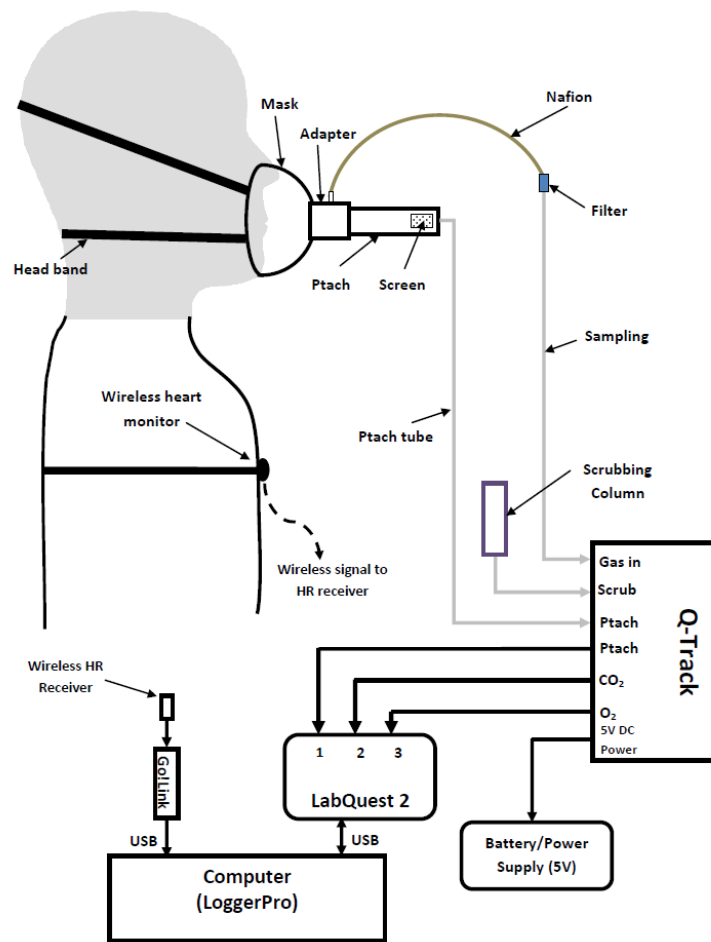 Mask
Adapter
Nafion
Filter
Head band
Ptach
Screen
Sampling
Wireless heart
monitor
Ptach tube
Scrubbing
Column
Wireless signal to
HR receiver
Gas in
Scrub
Ptach
Ptach
CO₂
O₂
5V DC
Power
Q-Track
Wireless HR
Receiver
Go!Link
1 2 3
LabQuest 2
USB
USB
Battery/Power
Supply (5V)
Computer
(LoggerPro)